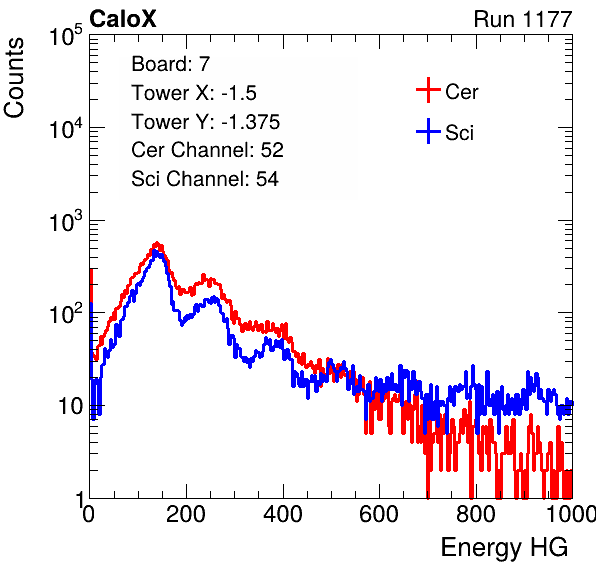 CaloX Run 1177
Counts
10^5
10^4
10^3
10^2
10
1
Board: 7
Tower X: -1.5
Tower Y: -1.375
Cer Channel: 52
Sci Channel: 54
Cer
Sci
0 200 400 600 800 1000
Energy HG